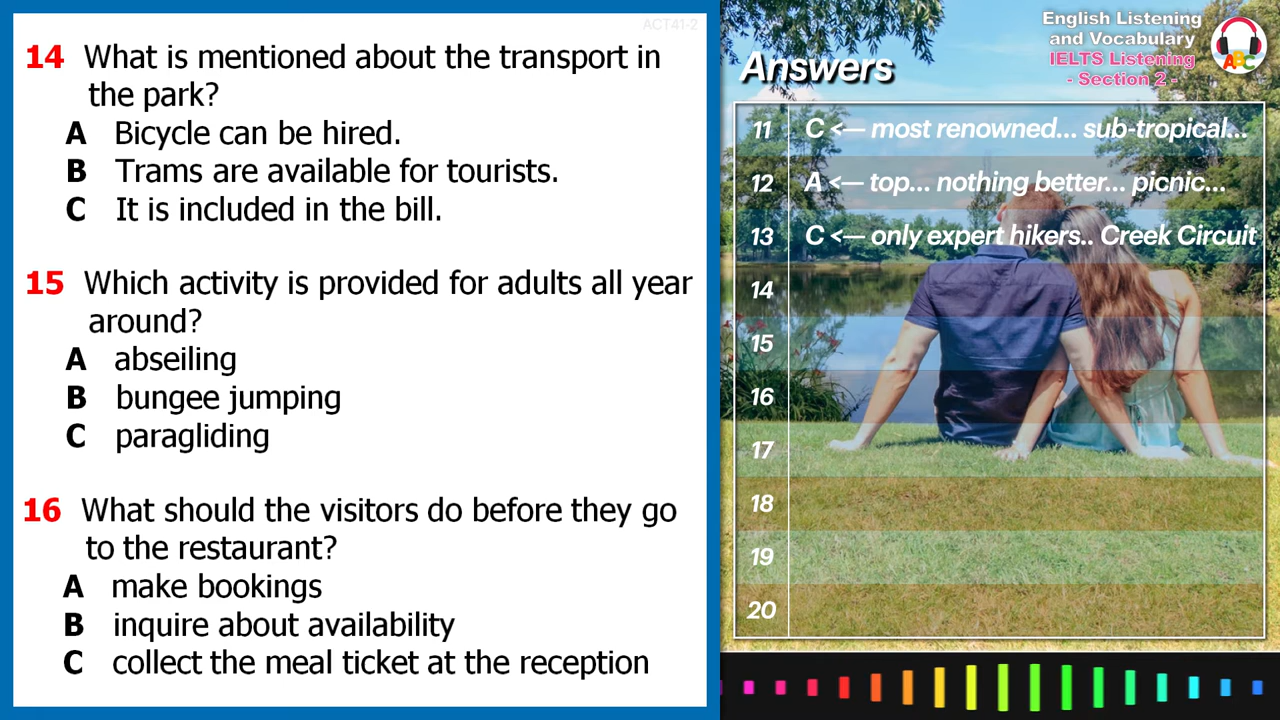 ACT41-2
14 What is mentioned about the transport in
the park?
A Bicycle can be hired.
B Trams are available for tourists.
C It is included in the bill.
15 Which activity is provided for adults all year
around?
A abseiling
B bungee jumping
C paragliding
16 What should the visitors do before they go
to the restaurant?
A make bookings
B inquire about availability
C collect the meal ticket at the reception
English Listening
and Vocabulary
IELTS Listening
- Section 2 -
ABC
Answers
11 C <— most renowned... sub-tropical...
12 A <— top... nothing better... picnic...
13 C <— only expert hikers.. Creek Circuit
14
15
16
17
18
19
20